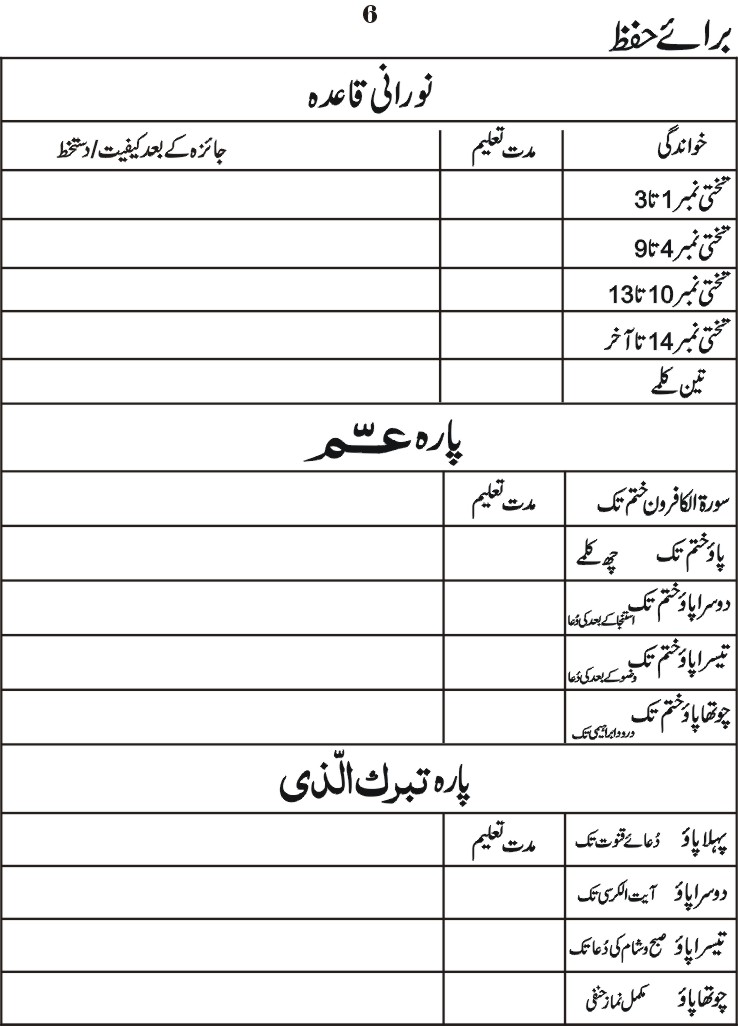 6
برائے حفظ
نورانی قاعدہ
خواندگی مدت تعلیم جائزہ کے بعد کیفیت/دستخط
تختی نمبر 1 تا 3
تختی نمبر 4 تا 9
تختی نمبر 10 تا 13
تختی نمبر 14 تا آخر
تین کلمے
پارہ عمّ
سورۃ الکافرون ختم تک مدت تعلیم
پاؤ ختم تک چھ کلمے
دوسرا پاؤ ختم تک استنجا کے بعد کی دُعا
تیسرا پاؤ ختم تک وضو کے بعد کی دُعا
چوتھا پاؤ ختم تک درود ابراہیمی تک
پارہ تبرک الّذی
پہلا پاؤ دُعائے قنوت تک مدت تعلیم
دوسرا پاؤ آیت الکرسی تک
تیسرا پاؤ صبح و شام کی دُعا تک
چوتھا پاؤ مکمل نماز حنفی